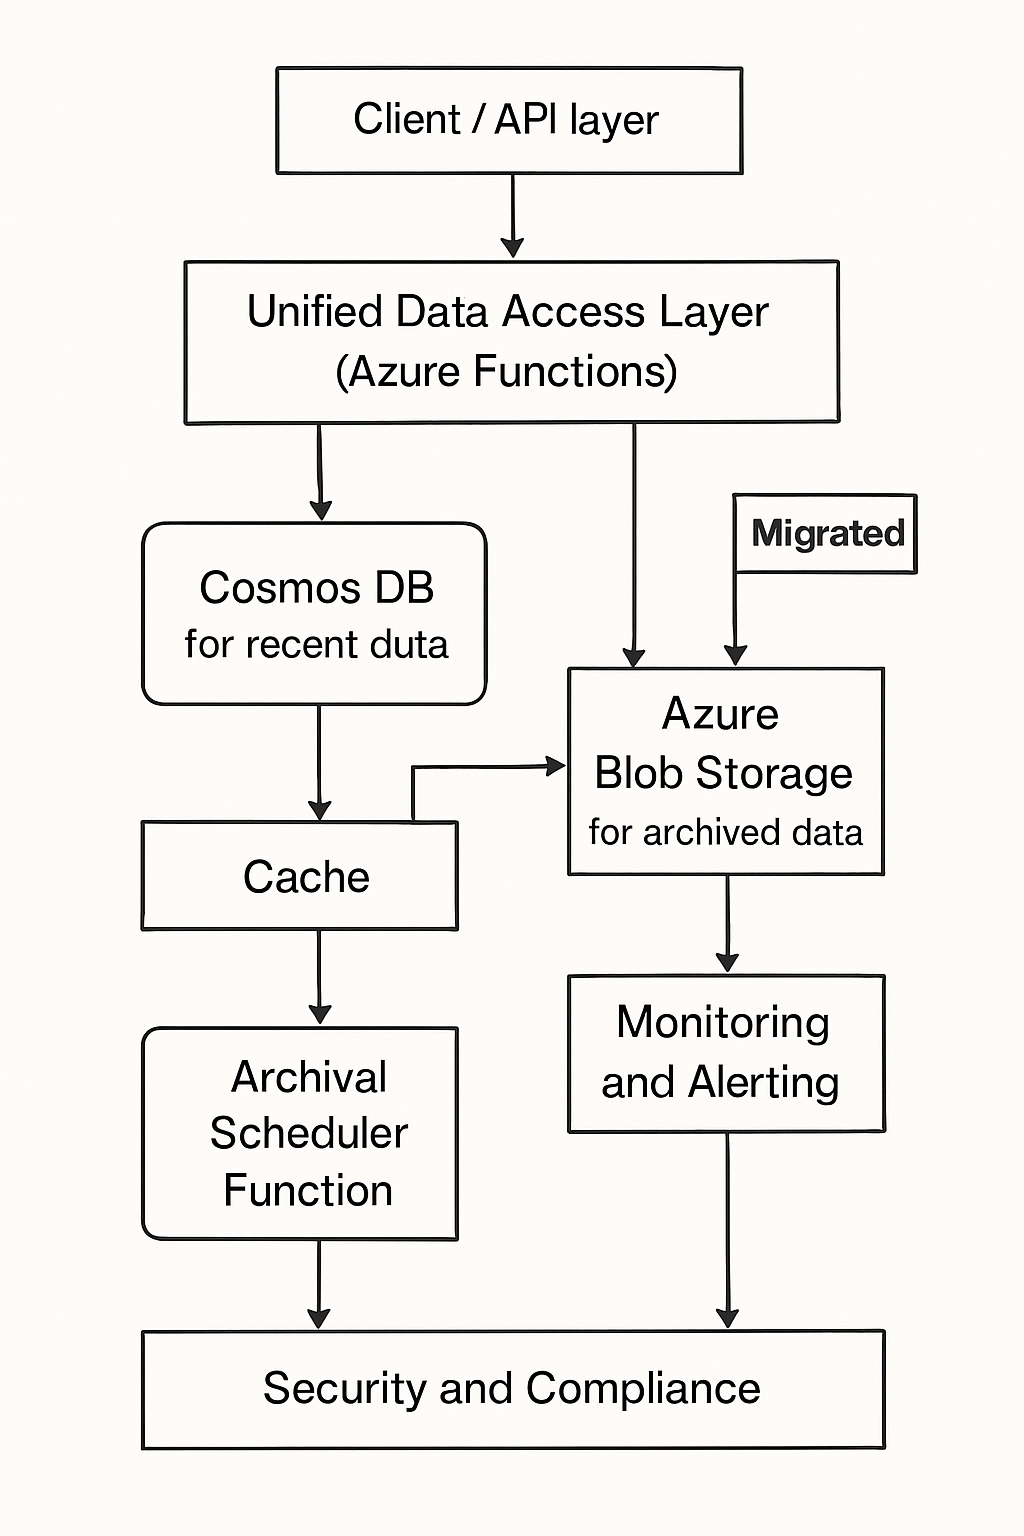 Client / API layer
Unified Data Access Layer
(Azure Functions)
Migrated
Cosmos DB
for recent duta
Azure
Blob Storage
for archived data
Cache
Monitoring
and Alerting
Archival
Scheduler
Function
Security and Compliance